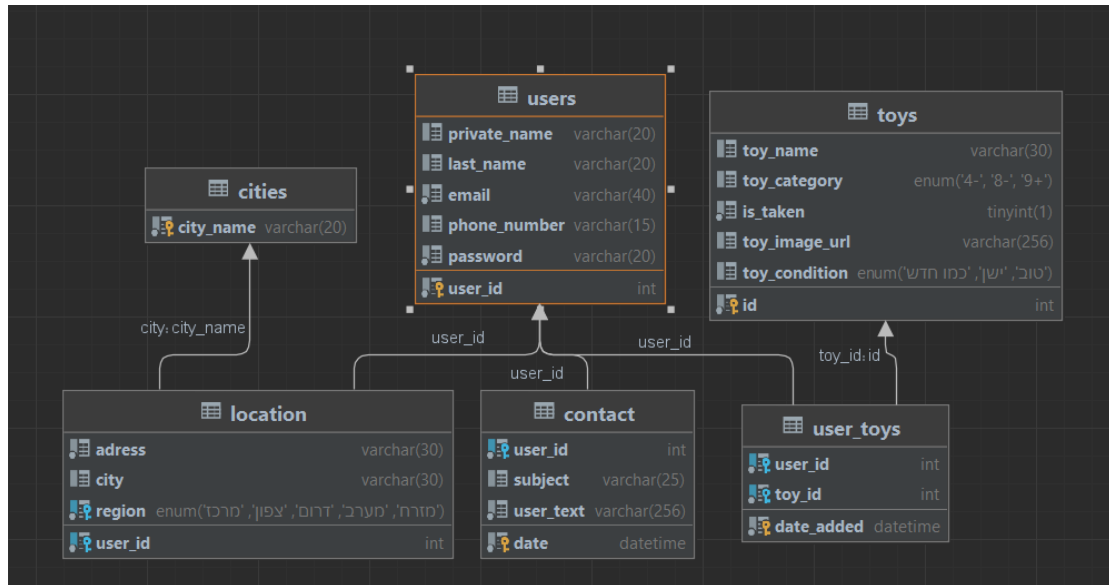 users
private_name varchar(20)
last_name varchar(20)
email varchar(40)
phone_number varchar(15)
password varchar(20)
user_id int
toys
toy_name varchar(30)
toy_category enum('4-', '8-', '9+')
is_taken tinyint(1)
toy_image_url varchar(256)
toy_condition enum('טוב', 'ישן', 'כמו חדש')
id int
cities
city_name varchar(20)
city:city_name
user_id
user_id
user_id
toy_id:id
location
adress varchar(30)
city varchar(30)
region enum('מזרח', 'מערב', 'דרום', 'צפון', 'מרכז')
user_id int
contact
user_id int
subject varchar(25)
user_text varchar(256)
date datetime
user_toys
user_id int
toy_id int
date_added datetime